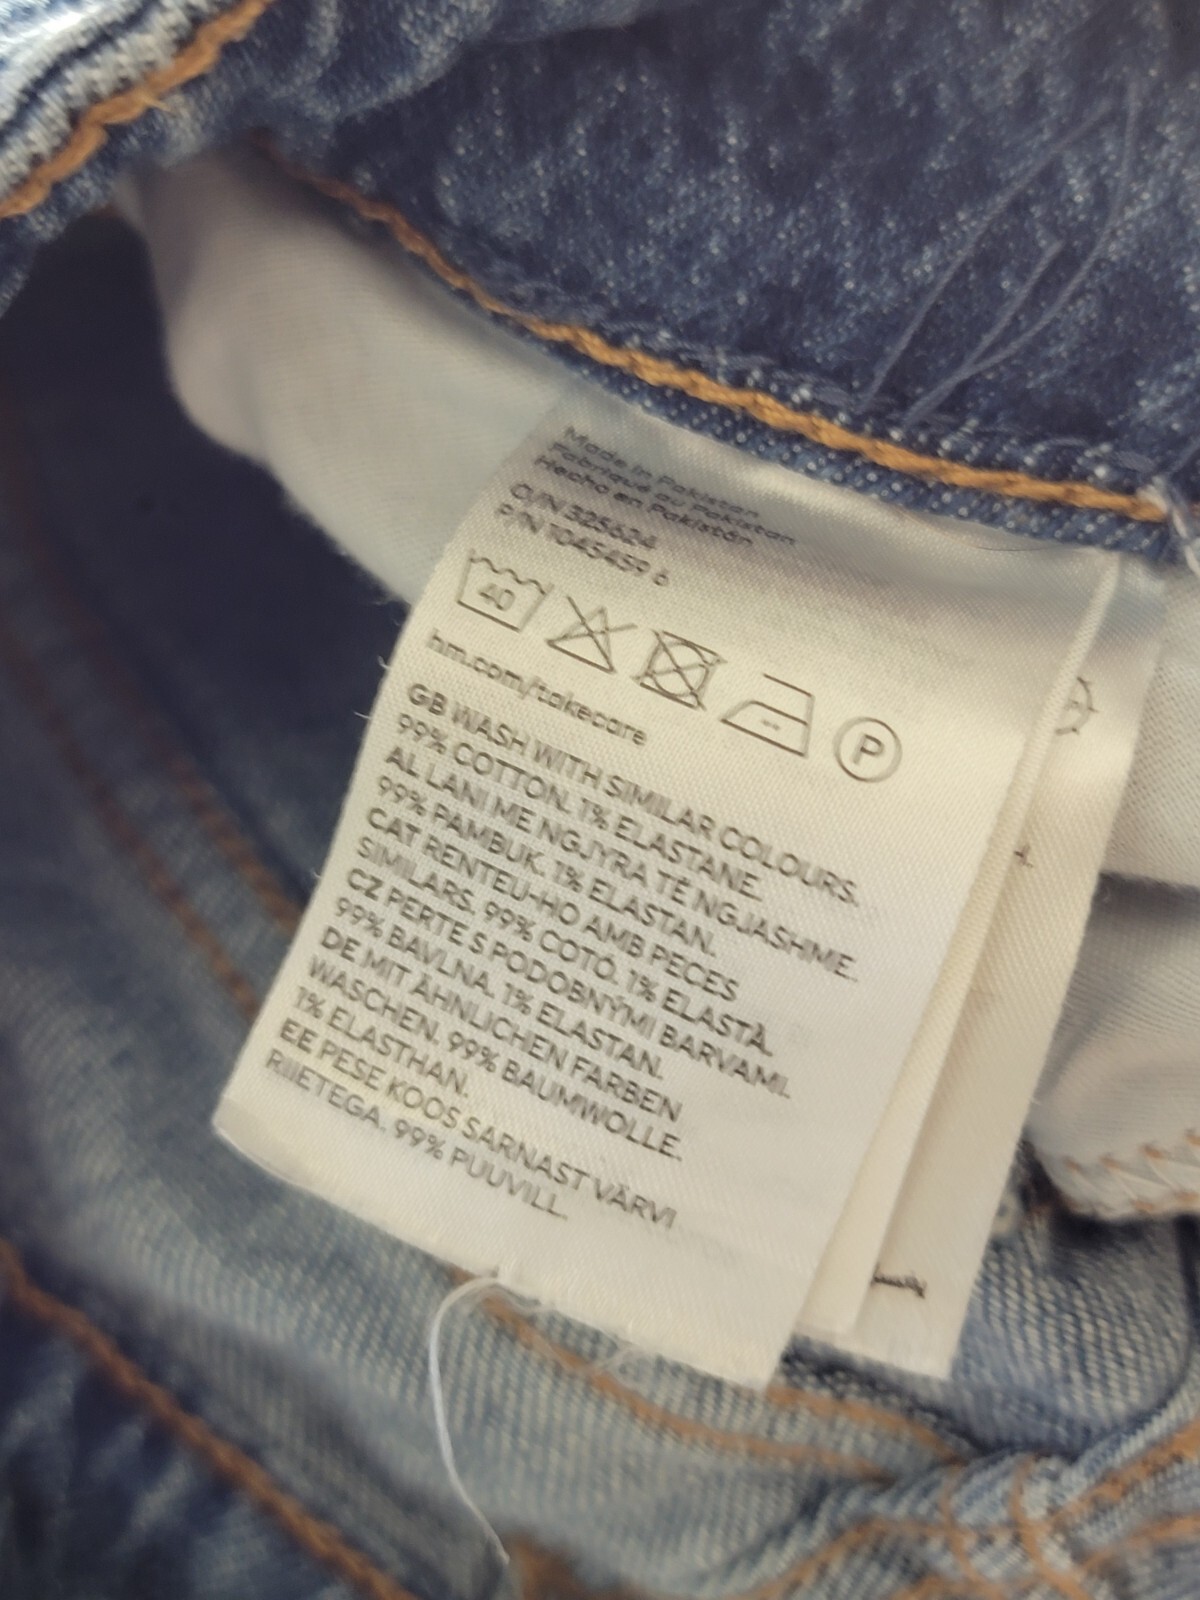 Made in Pakistan
Fabriqué au Pakistan
Hecho en Pakistán
O/N 325624
P/N 1045459 6
40
P
hm.com/takecare
GB WASH WITH SIMILAR COLOURS.
99% COTTON. 1% ELASTANE.
AL LANI ME NGJYRA TË NGJASHME.
99% PAMBUK. 1% ELASTAN.
CAT RENTEU-HO AMB PECES
SIMILARS. 99% COTÓ. 1% ELASTÀ.
CZ PERTE S PODOBNÝMI BARVAMI.
99% BAVLNA. 1% ELASTAN.
DE MIT ÄHNLICHEN FARBEN
WASCHEN. 99% BAUMWOLLE.
1% ELASTHAN.
EE PESE KOOS SARNAST VÄRVI
RIIETEGA. 99% PUUVILL.